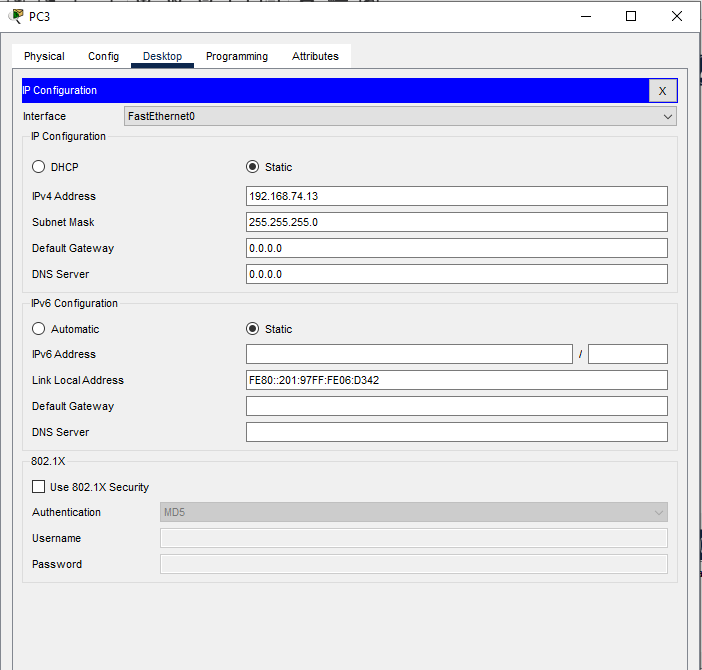 PC3
Physical Config Desktop Programming Attributes
IP Configuration X
Interface FastEthernet0
IP Configuration
DHCP Static
IPv4 Address 192.168.74.13
Subnet Mask 255.255.255.0
Default Gateway 0.0.0.0
DNS Server 0.0.0.0
IPv6 Configuration
Automatic Static
IPv6 Address /
Link Local Address FE80::201:97FF:FE06:D342
Default Gateway
DNS Server
802.1X
Use 802.1X Security
Authentication MD5
Username
Password